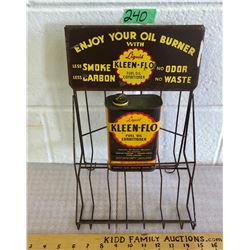 240
ENJOY YOUR OIL BURNER
WITH
Liquid
LESS SMOKE KLEEN-FLO NO ODOR
FUEL OIL
CONDITIONER
LESS CARBON NO WASTE
Liquid
KLEEN-FLO
FUEL OIL
CONDITIONER
KIDD FAMILY AUCTIONS.COM